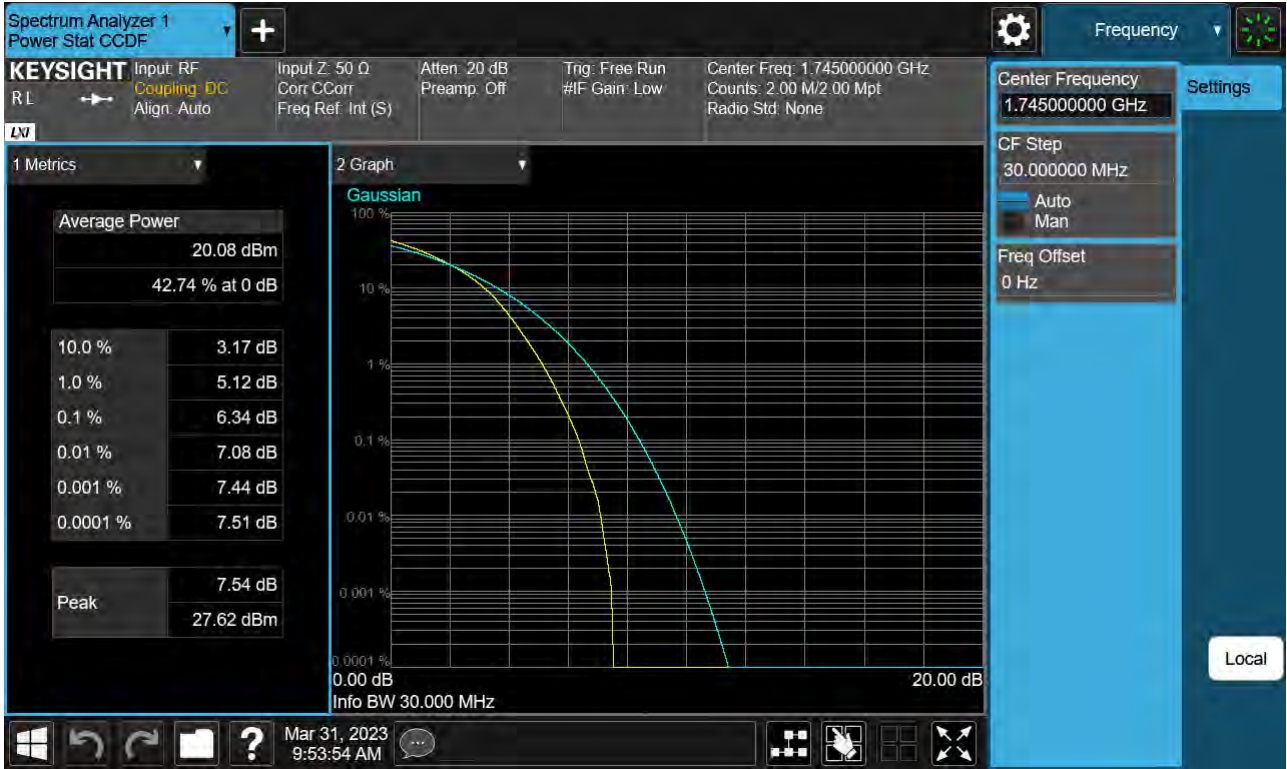 Spectrum Analyzer 1
Power Stat CCDF
Frequency
KEYSIGHT
R L
LXI
Input: RF
Coupling: DC
Align: Auto
Input Z: 50 Ω
Corr CCorr
Freq Ref: Int (S)
Atten: 20 dB
Preamp: Off
Trig: Free Run
#IF Gain: Low
Center Freq: 1.745000000 GHz
Counts: 2.00 M/2.00 Mpt
Radio Std: None
Center Frequency
1.745000000 GHz
Settings
CF Step
30.000000 MHz
Auto
Man
Freq Offset
0 Hz
Local
1 Metrics
Average Power
20.08 dBm
42.74 % at 0 dB
10.0 % 3.17 dB
1.0 % 5.12 dB
0.1 % 6.34 dB
0.01 % 7.08 dB
0.001 % 7.44 dB
0.0001 % 7.51 dB
Peak
7.54 dB
27.62 dBm
2 Graph
Gaussian
100 %
10 %
1 %
0.1 %
0.01 %
0.001 %
0.0001 %
0.00 dB 20.00 dB
Info BW 30.000 MHz
?
Mar 31, 2023
9:53:54 AM